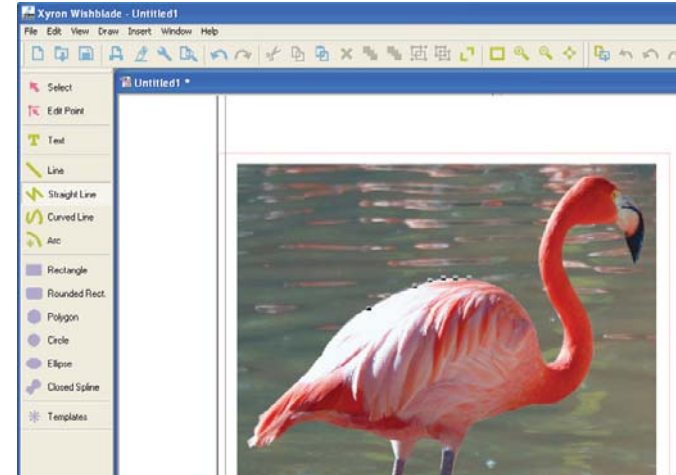 Xyron Wishblade - Untitled1
File Edit View Draw Insert Window Help
Untitled1 *
Select
Edit Point
T Text
Line
Straight Line
Curved Line
Arc
Rectangle
Rounded Rect.
Polygon
Circle
Ellipse
Closed Spline
Templates